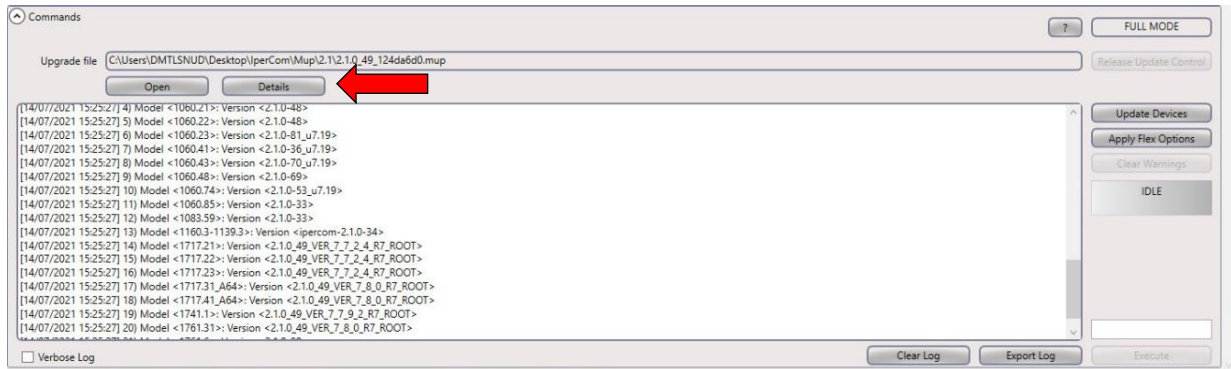 Commands
? FULL MODE
Upgrade file C:\Users\DMTLSNUD\Desktop\IperCom\Mup\2.1\2.1.0_49_124da6d0.mup Release Update Control
Open Details
[14/07/2021 15:25:27] 4) Model <1060.21>: Version <2.1.0-48>
[14/07/2021 15:25:27] 5) Model <1060.22>: Version <2.1.0-48>
[14/07/2021 15:25:27] 6) Model <1060.23>: Version <2.1.0-81_u7.19>
[14/07/2021 15:25:27] 7) Model <1060.41>: Version <2.1.0-36_u7.19>
[14/07/2021 15:25:27] 8) Model <1060.43>: Version <2.1.0-70_u7.19>
[14/07/2021 15:25:27] 9) Model <1060.48>: Version <2.1.0-69>
[14/07/2021 15:25:27] 10) Model <1060.74>: Version <2.1.0-53_u7.19>
[14/07/2021 15:25:27] 11) Model <1060.85>: Version <2.1.0-33>
[14/07/2021 15:25:27] 12) Model <1083.59>: Version <2.1.0-33>
[14/07/2021 15:25:27] 13) Model <1160.3-1139.3>: Version <ipercom-2.1.0-34>
[14/07/2021 15:25:27] 14) Model <1717.21>: Version <2.1.0_49_VER_7_7_2_4_R7_ROOT>
[14/07/2021 15:25:27] 15) Model <1717.22>: Version <2.1.0_49_VER_7_7_2_4_R7_ROOT>
[14/07/2021 15:25:27] 16) Model <1717.23>: Version <2.1.0_49_VER_7_7_2_4_R7_ROOT>
[14/07/2021 15:25:27] 17) Model <1717.31_A64>: Version <2.1.0_49_VER_7_8_0_R7_ROOT>
[14/07/2021 15:25:27] 18) Model <1717.41_A64>: Version <2.1.0_49_VER_7_8_0_R7_ROOT>
[14/07/2021 15:25:27] 19) Model <1741.1>: Version <2.1.0_49_VER_7_7_9_2_R7_ROOT>
[14/07/2021 15:25:27] 20) Model <1761.31>: Version <2.1.0_49_VER_7_8_0_R7_ROOT>
Update Devices
Apply Flex Options
Clear Warnings
IDLE
Verbose Log Clear Log Export Log Execute